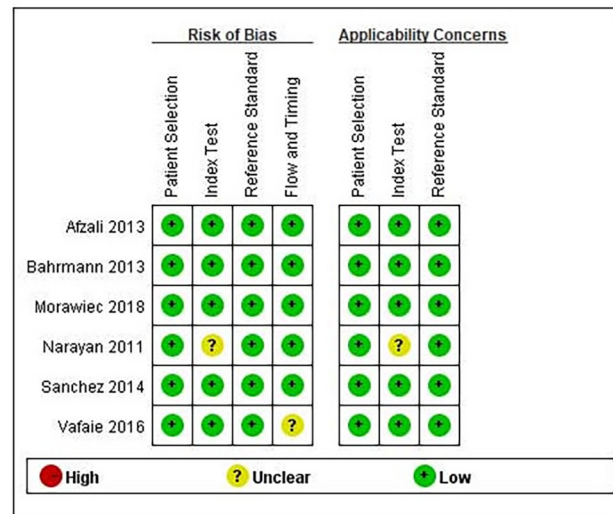 Risk of Bias Applicability Concerns
Patient Selection Index Test Reference Standard Flow and Timing Patient Selection Index Test Reference Standard
Afzali 2013 + + + + + + +
Bahrmann 2013 + + + + + + +
Morawiec 2018 + + + + + + +
Narayan 2011 + ? + + + ? +
Sanchez 2014 + + + + + + +
Vafaie 2016 + + + ? + + +
- High ? Unclear + Low